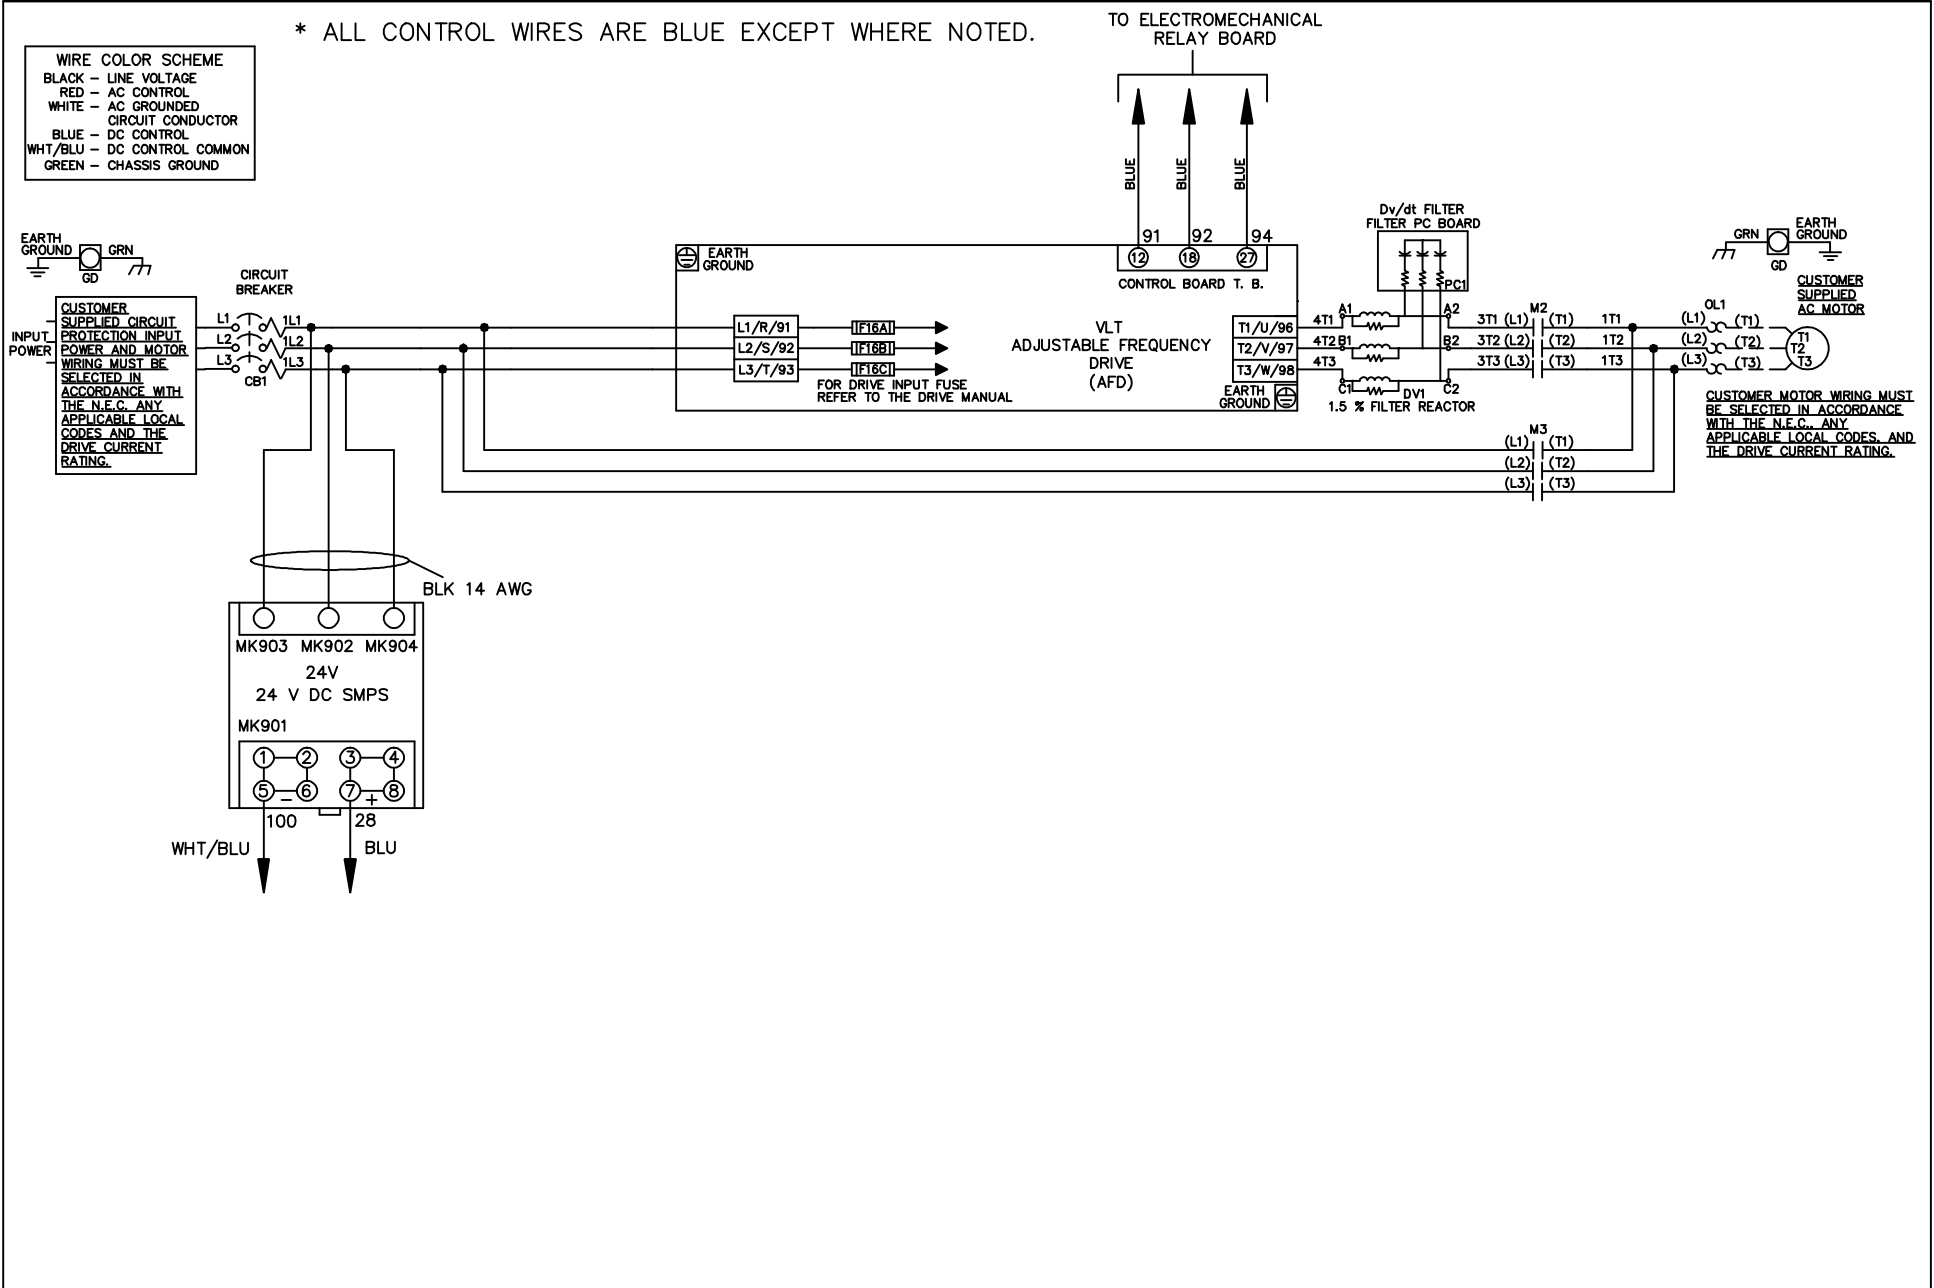 * ALL CONTROL WIRES ARE BLUE EXCEPT WHERE NOTED.
WIRE COLOR SCHEME
BLACK – LINE VOLTAGE
RED – AC CONTROL
WHITE – AC GROUNDED
CIRCUIT CONDUCTOR
BLUE – DC CONTROL
WHT/BLU – DC CONTROL COMMON
GREEN – CHASSIS GROUND
TO ELECTROMECHANICAL
RELAY BOARD
BLUE
BLUE
BLUE
91 92 94
12 18 27
CONTROL BOARD T. B.
EARTH
GROUND
GRN
GD
CIRCUIT
BREAKER
INPUT
POWER
CUSTOMER
SUPPLIED CIRCUIT
PROTECTION INPUT
POWER AND MOTOR
WIRING MUST BE
SELECTED IN
ACCORDANCE WITH
THE N.E.C. ANY
APPLICABLE LOCAL
CODES AND THE
DRIVE CURRENT
RATING.
L1 1L1
L2 1L2
L3 1L3
CB1
EARTH
GROUND
L1/R/91 F16A
L2/S/92 F16B
L3/T/93 F16C
FOR DRIVE INPUT FUSE
REFER TO THE DRIVE MANUAL
VLT
ADJUSTABLE FREQUENCY
DRIVE
(AFD)
T1/U/96
T2/V/97
T3/W/98
EARTH
GROUND
Dv/dt FILTER
FILTER PC BOARD
PC1
4T1 A1 A2
4T2 B1 B2
4T3 C1 C2
DV1
1.5 % FILTER REACTOR
M2
3T1 (L1) (T1) 1T1
3T2 (L2) (T2) 1T2
3T3 (L3) (T3) 1T3
M3
(L1) (T1)
(L2) (T2)
(L3) (T3)
OL1
(L1) (T1)
(L2) (T2)
(L3) (T3)
T1
T2
T3
GRN
EARTH
GROUND
GD
CUSTOMER
SUPPLIED
AC MOTOR
CUSTOMER MOTOR WIRING MUST
BE SELECTED IN ACCORDANCE
WITH THE N.E.C.. ANY
APPLICABLE LOCAL CODES, AND
THE DRIVE CURRENT RATING.
BLK 14 AWG
MK903 MK902 MK904
24V
24 V DC SMPS
MK901
1 2 3 4
5 – 6 7 + 8
100 28
WHT/BLU BLU